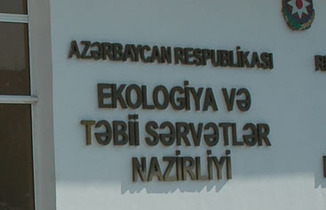 AZƏRBAYCAN RESPUBLİKASI
EKOLOGİYA VƏ
TƏBİİ SƏRVƏTLƏR
NAZİRLİYİ